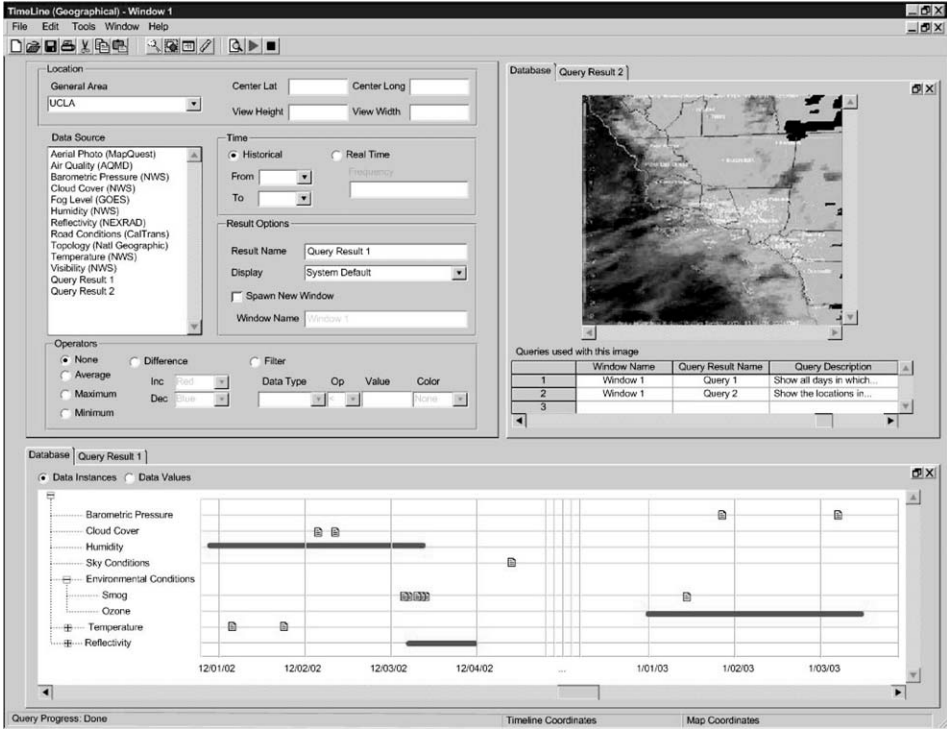 TimeLine (Geographical) - Window 1
File Edit Tools Window Help
Location
General Area
UCLA
Center Lat
Center Long
View Height
View Width
Data Source
Aerial Photo (MapQuest)
Air Quality (AQMD)
Barometric Pressure (NWS)
Cloud Cover (NWS)
Fog Level (GOES)
Humidity (NWS)
Reflectivity (NEXRAD)
Road Conditions (CalTrans)
Topology (Natl Geographic)
Temperature (NWS)
Visibility (NWS)
Query Result 1
Query Result 2
Time
Historical
Real Time
From
Frequency
To
Result Options
Result Name Query Result 1
Display System Default
Spawn New Window
Window Name Window 1
Operators
None
Average
Maximum
Minimum
Difference
Inc Red
Dec Blue
Filter
Data Type Op Value Color
< None
Database Query Result 2
Queries used with this image
Window Name Query Result Name Query Description
1 Window 1 Query 1 Show all days in which...
2 Window 1 Query 2 Show the locations in...
3
Database Query Result 1
Data Instances Data Values
Barometric Pressure
Cloud Cover
Humidity
Sky Conditions
Environmental Conditions
Smog
Ozone
Temperature
Reflectivity
12/01/02 12/02/02 12/03/02 12/04/02 ... 1/01/03 1/02/03 1/03/03
Query Progress: Done
Timeline Coordinates
Map Coordinates